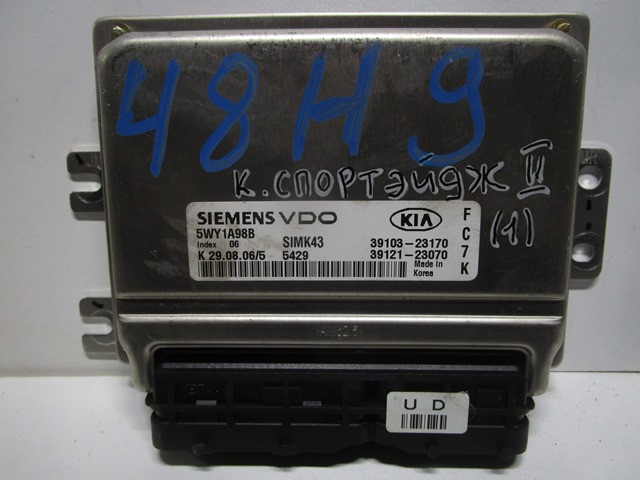 48H9
К. СПОРТЭЙДЖ III
(1)
SIEMENS VDO KIA
5WY1A98B
Index 06 SIMK43 39103-23170
K 29.08.06/5 5429 39121-23070
Made In
Korea
F
C
7
K
U D